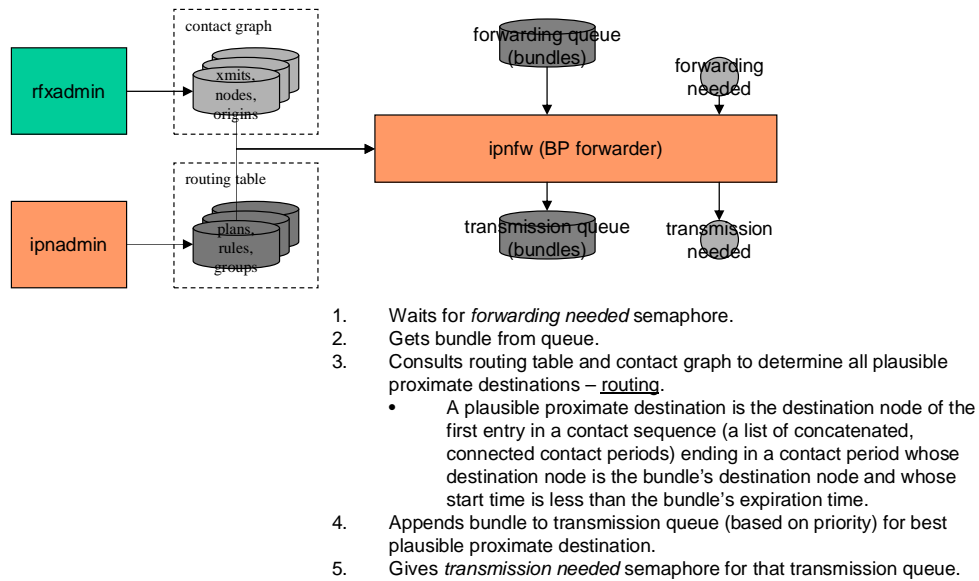 contact graph
xmits,
nodes,
origins
rfxadmin
forwarding queue
(bundles)
forwarding
needed
ipnfw (BP forwarder)
routing table
plans,
rules,
groups
ipnadmin
transmission queue
(bundles)
transmission
needed
1. Waits for forwarding needed semaphore.
2. Gets bundle from queue.
3. Consults routing table and contact graph to determine all plausible
proximate destinations – routing.
• A plausible proximate destination is the destination node of the
first entry in a contact sequence (a list of concatenated,
connected contact periods) ending in a contact period whose
destination node is the bundle's destination node and whose
start time is less than the bundle's expiration time.
4. Appends bundle to transmission queue (based on priority) for best
plausible proximate destination.
5. Gives transmission needed semaphore for that transmission queue.